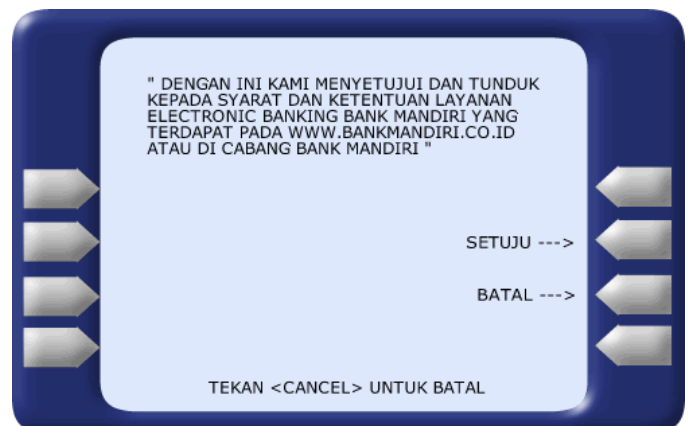 " DENGAN INI KAMI MENYETUJUI DAN TUNDUK
KEPADA SYARAT DAN KETENTUAN LAYANAN
ELECTRONIC BANKING BANK MANDIRI YANG
TERDAPAT PADA WWW.BANKMANDIRI.CO.ID
ATAU DI CABANG BANK MANDIRI "
SETUJU --->
BATAL --->
TEKAN <CANCEL> UNTUK BATAL